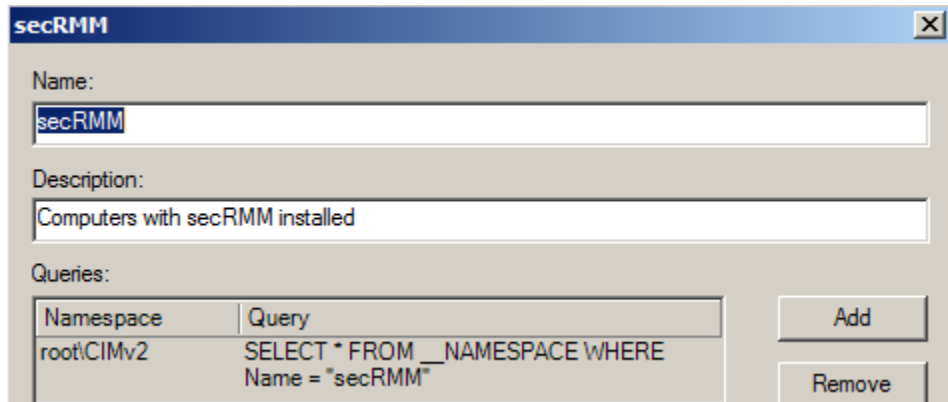 secRMM
Name:
secRMM
Description:
Computers with secRMM installed
Queries:
Namespace Query
root\CIMv2 SELECT * FROM __NAMESPACE WHERE
Name = "secRMM"
Add
Remove